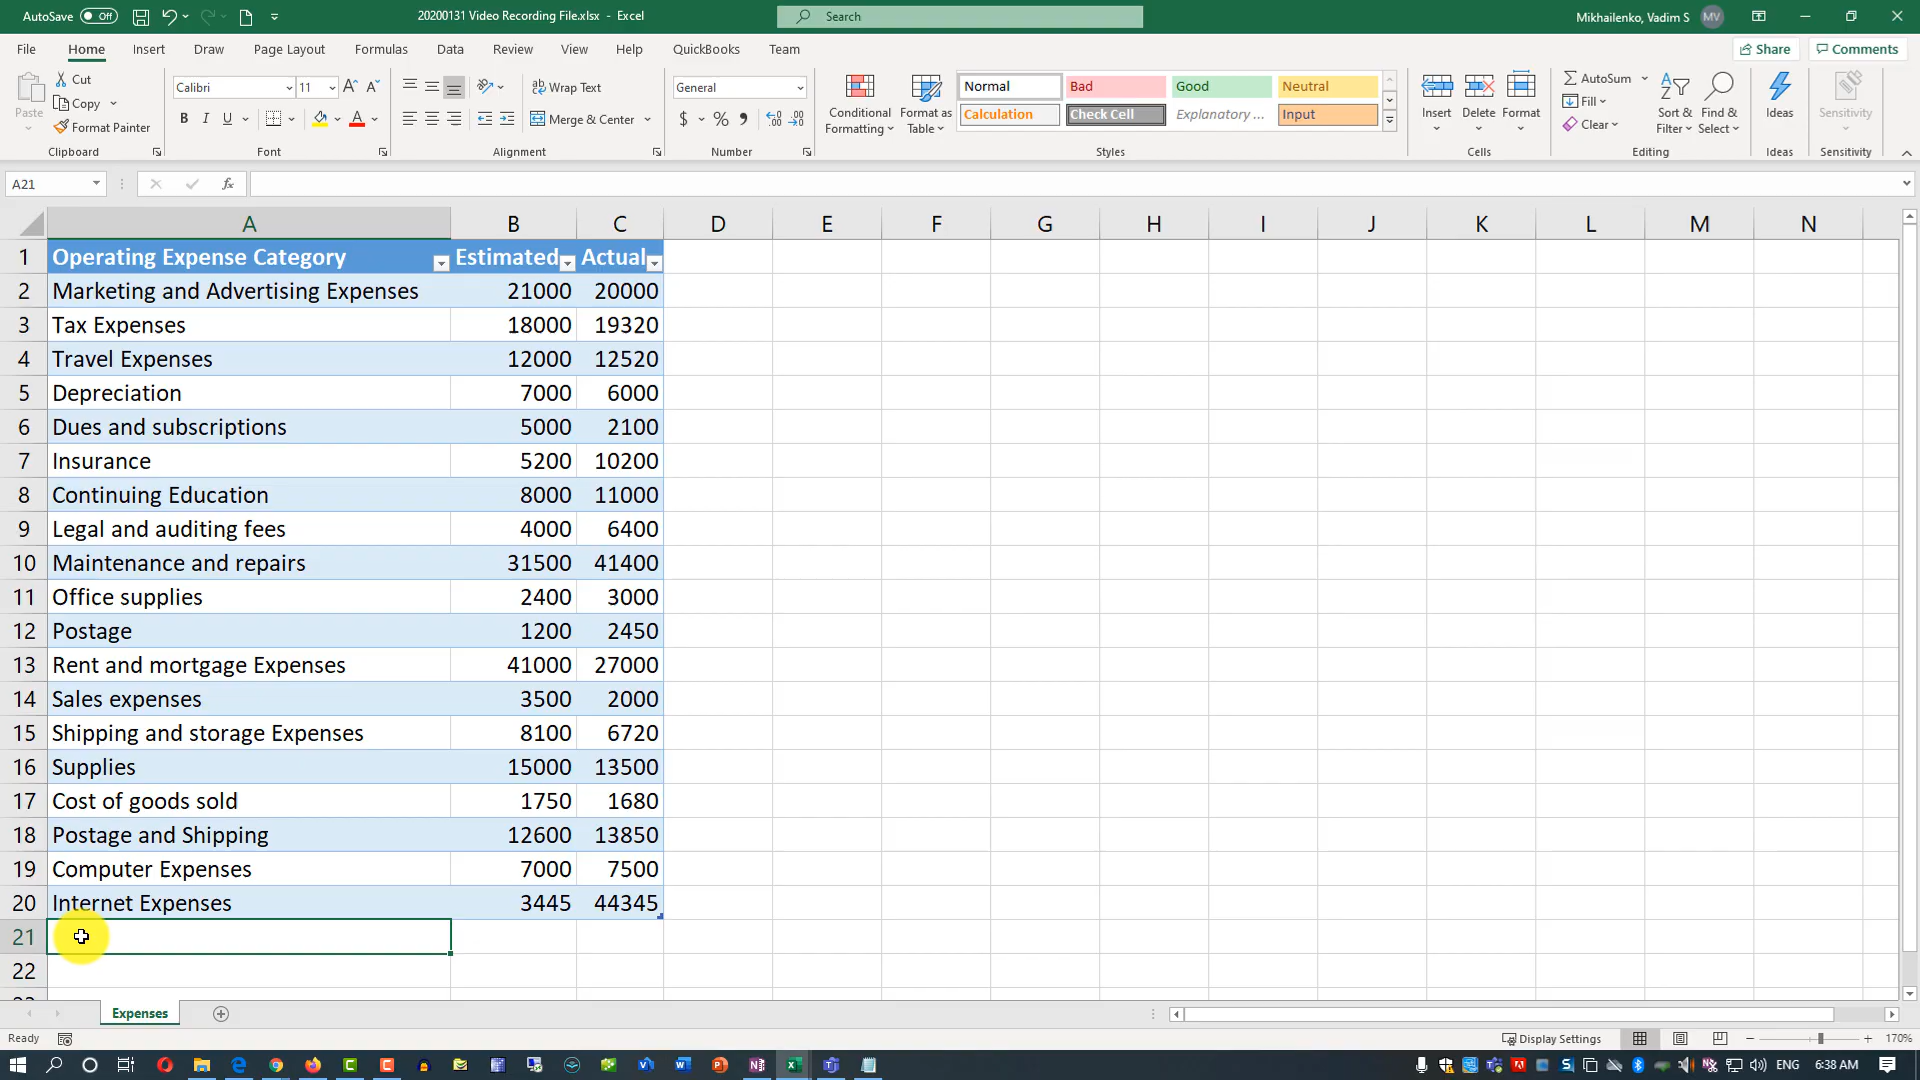 AutoSave Off 20200131 Video Recording File.xlsx - Excel Search Mikhailenko, Vadim S MV
File Home Insert Draw Page Layout Formulas Data Review View Help QuickBooks Team Share Comments
Paste Cut Copy Format Painter Clipboard
Calibri 11 B I U A A A Font
Wrap Text Merge & Center Alignment
General $ % Number
Conditional Formatting Format as Table
Normal Bad Good Neutral
Calculation Check Cell Explanatory ... Input
Styles
Insert Delete Format Cells
AutoSum Fill Clear Sort & Filter Find & Select Editing
Ideas Ideas Sensitivity Sensitivity
A21 fx
A B C D E F G H I J K L M N
1 Operating Expense Category Estimated Actual
2 Marketing and Advertising Expenses 21000 20000
3 Tax Expenses 18000 19320
4 Travel Expenses 12000 12520
5 Depreciation 7000 6000
6 Dues and subscriptions 5000 2100
7 Insurance 5200 10200
8 Continuing Education 8000 11000
9 Legal and auditing fees 4000 6400
10 Maintenance and repairs 31500 41400
11 Office supplies 2400 3000
12 Postage 1200 2450
13 Rent and mortgage Expenses 41000 27000
14 Sales expenses 3500 2000
15 Shipping and storage Expenses 8100 6720
16 Supplies 15000 13500
17 Cost of goods sold 1750 1680
18 Postage and Shipping 12600 13850
19 Computer Expenses 7000 7500
20 Internet Expenses 3445 44345
21
22
Expenses
Ready Display Settings 170%
ENG 6:38 AM